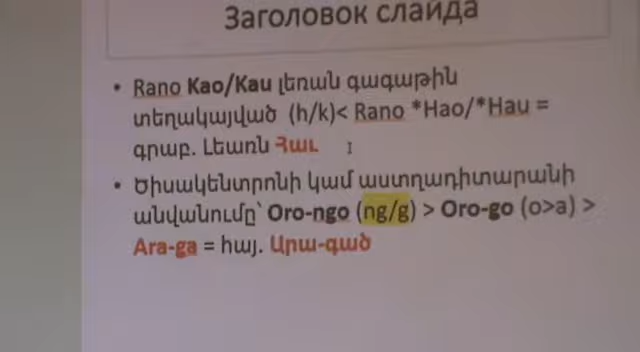 Заголовок слайда
• Rano Kao/Kau լեռան գագաթին
տեղակայված (h/k)< Rano *Hao/*Hau =
գրաբ. Լեառն Հաւ
• Ծիսակենտրոնի կամ աստղադիտարանի
անվանումը՝ Oro-ngo (ng/g) > Oro-go (o>a) >
Ara-ga = հայ. Արա-գած